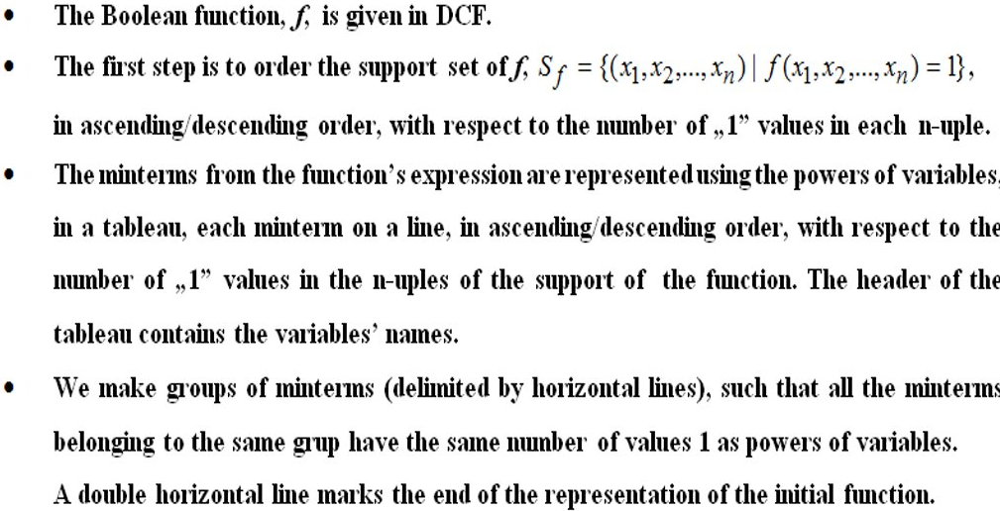 • The Boolean function, f, is given in DCF.
• The first step is to order the support set of f, S_f = {(x_1,x_2,...,x_n) | f(x_1,x_2,...,x_n) = 1},
in ascending/descending order, with respect to the number of „1” values in each n-uple.
• The minterms from the function’s expression are represented using the powers of variables,
in a tableau, each minterm on a line, in ascending/descending order, with respect to the
number of „1” values in the n-uples of the support of the function. The header of the
tableau contains the variables’ names.
• We make groups of minterms (delimited by horizontal lines), such that all the minterms
belonging to the same grup have the same number of values 1 as powers of variables.
A double horizontal line marks the end of the representation of the initial function.